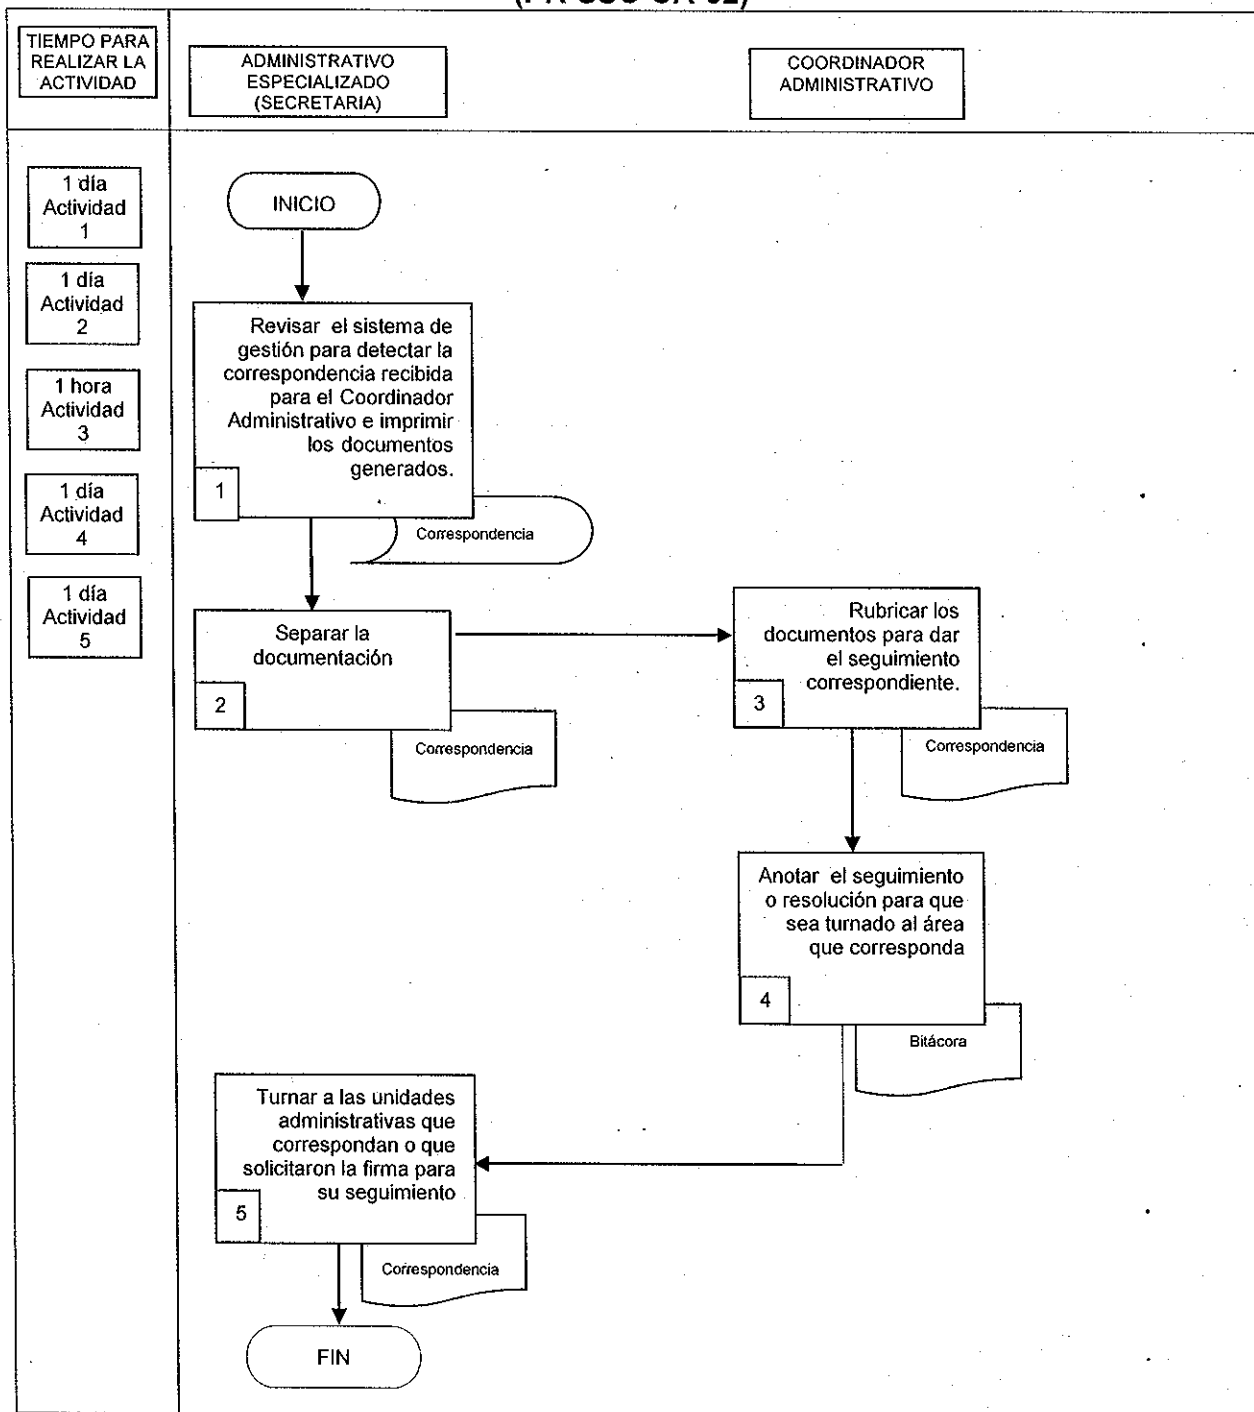 TIEMPO PARA
REALIZAR LA
ACTIVIDAD
ADMINISTRATIVO
ESPECIALIZADO
(SECRETARIA)
COORDINADOR
ADMINISTRATIVO
1 día
Actividad
1
1 día
Actividad
2
1 hora
Actividad
3
1 día
Actividad
4
1 día
Actividad
5
INICIO
Revisar el sistema de
gestión para detectar la
correspondencia recibida
para el Coordinador
Administrativo e imprimir
los documentos
generados.
1
Correspondencia
Separar la
documentación
2
Correspondencia
Rubricar los
documentos para dar
el seguimiento
correspondiente.
3
Correspondencia
Anotar el seguimiento
o resolución para que
sea turnado al área
que corresponda
4
Bitácora
Turnar a las unidades
administrativas que
correspondan o que
solicitaron la firma para
su seguimiento
5
Correspondencia
FIN